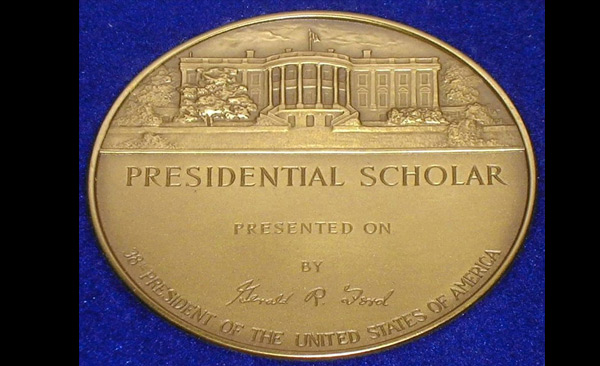 PRESIDENTIAL SCHOLAR
PRESENTED ON
BY
Gerald R. Ford
38 PRESIDENT OF THE UNITED STATES OF AMERICA